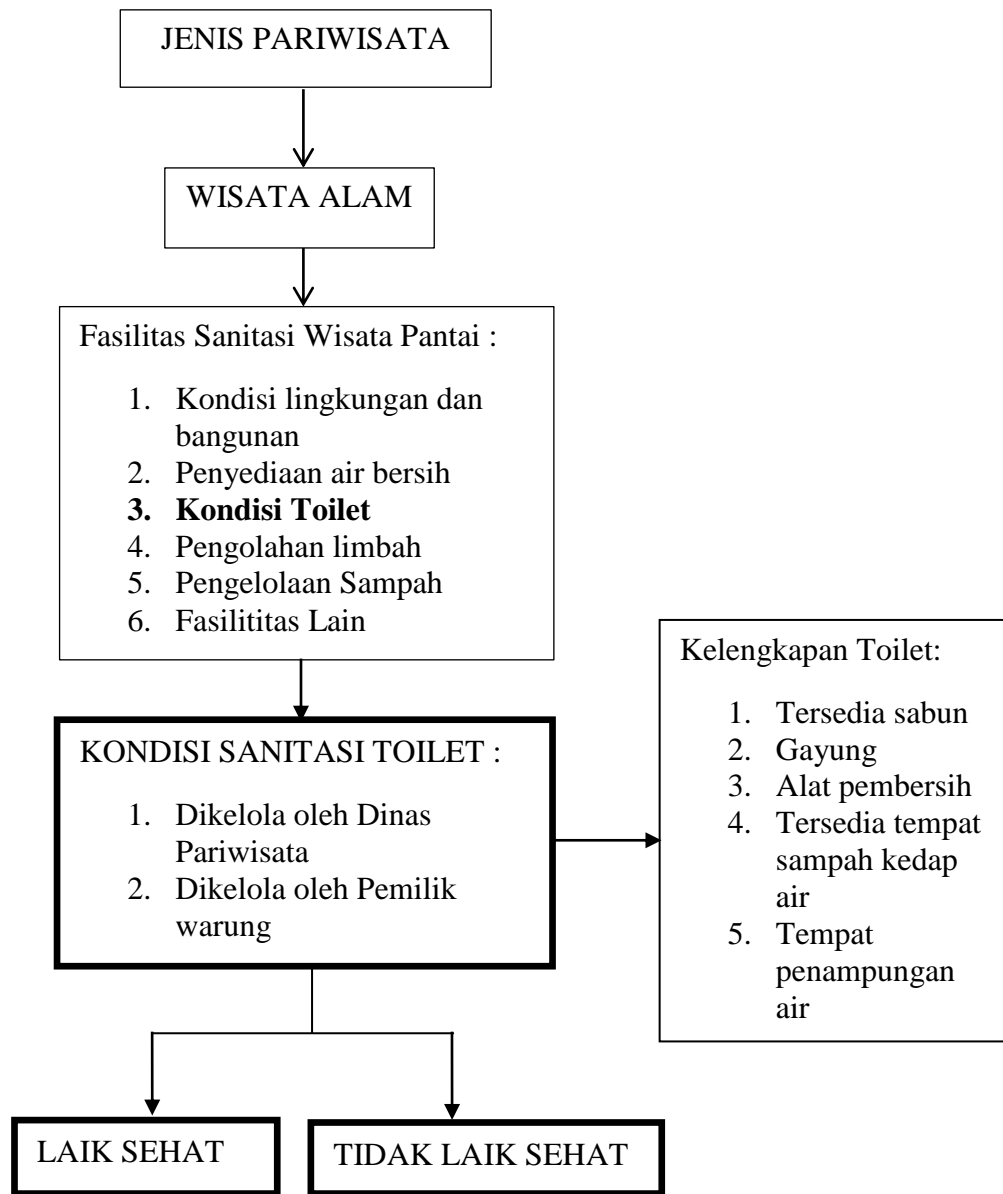 JENIS PARIWISATA
WISATA ALAM
Fasilitas Sanitasi Wisata Pantai :
1. Kondisi lingkungan dan
bangunan
2. Penyediaan air bersih
3. Kondisi Toilet
4. Pengolahan limbah
5. Pengelolaan Sampah
6. Fasilititas Lain
KONDISI SANITASI TOILET :
1. Dikelola oleh Dinas
Pariwisata
2. Dikelola oleh Pemilik
warung
Kelengkapan Toilet:
1. Tersedia sabun
2. Gayung
3. Alat pembersih
4. Tersedia tempat
sampah kedap
air
5. Tempat
penampungan
air
LAIK SEHAT
TIDAK LAIK SEHAT